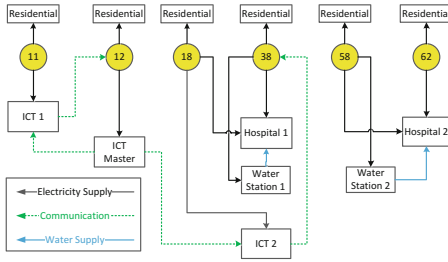 Residential Residential Residential Residential Residential Residential
11 12 18 38 58 62
ICT 1
Hospital 1
Hospital 2
ICT
Master
Water
Station 1
Water
Station 2
Electricity Supply
Communication
Water Supply
ICT 2